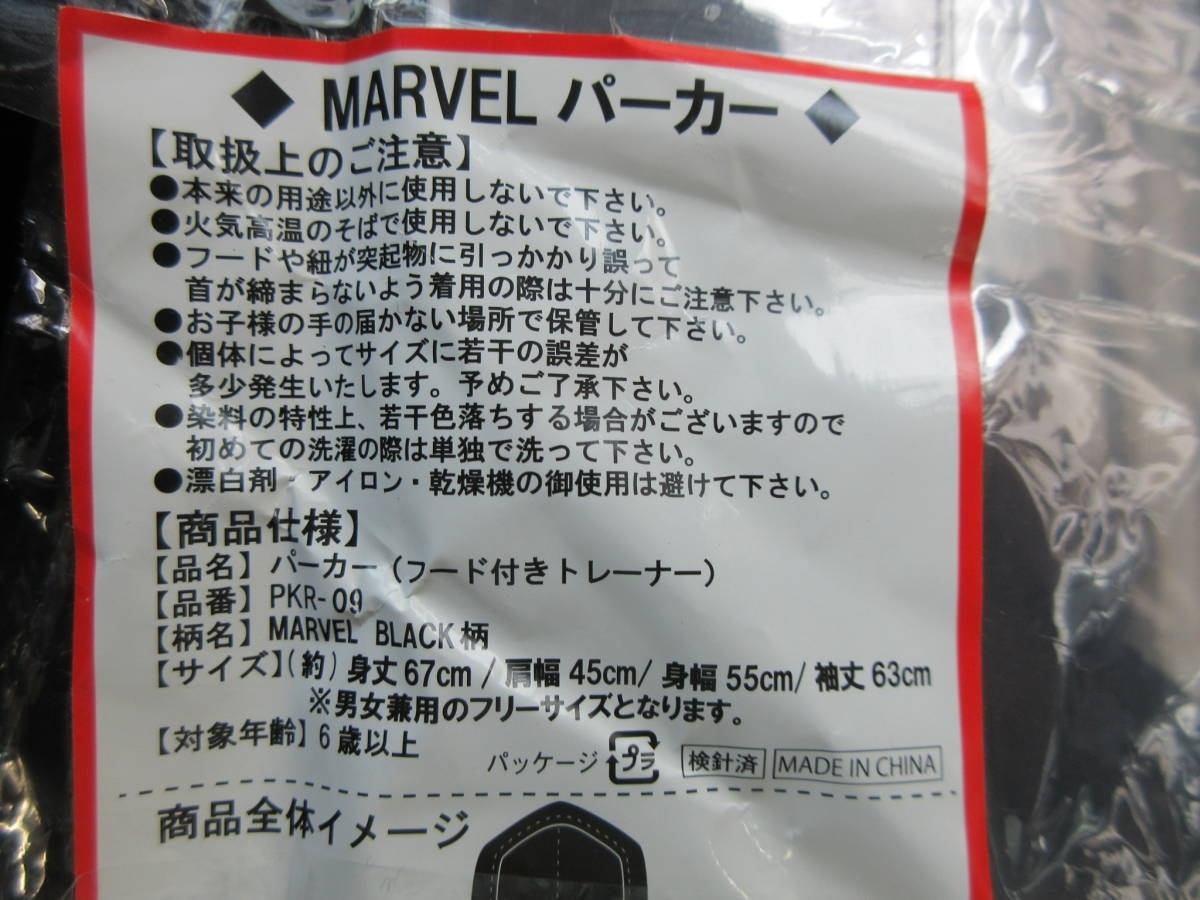 ◆ MARVEL パーカー ◆
【取扱上のご注意】
●本来の用途以外に使用しないで下さい。
●火気高温のそばで使用しないで下さい。
●フードや紐が突起物に引っかかり誤って
首が締まらないよう着用の際は十分にご注意下さい。
●お子様の手の届かない場所で保管して下さい。
●個体によってサイズに若干の誤差が
多少発生いたします。予めご了承下さい。
●染料の特性上、若干色落ちする場合がございますので
初めての洗濯の際は単独で洗って下さい。
●漂白剤・アイロン・乾燥機の御使用は避けて下さい。
【商品仕様】
【品名】パーカー（フード付きトレーナー）
【品番】PKR-09
【柄名】MARVEL BLACK柄
【サイズ】(約) 身丈67cm / 肩幅 45cm/ 身幅 55cm/ 袖丈 63cm
※男女兼用のフリーサイズとなります。
【対象年齢】6歳以上
パッケージ プラ 検針済 MADE IN CHINA
商品全体イメージ